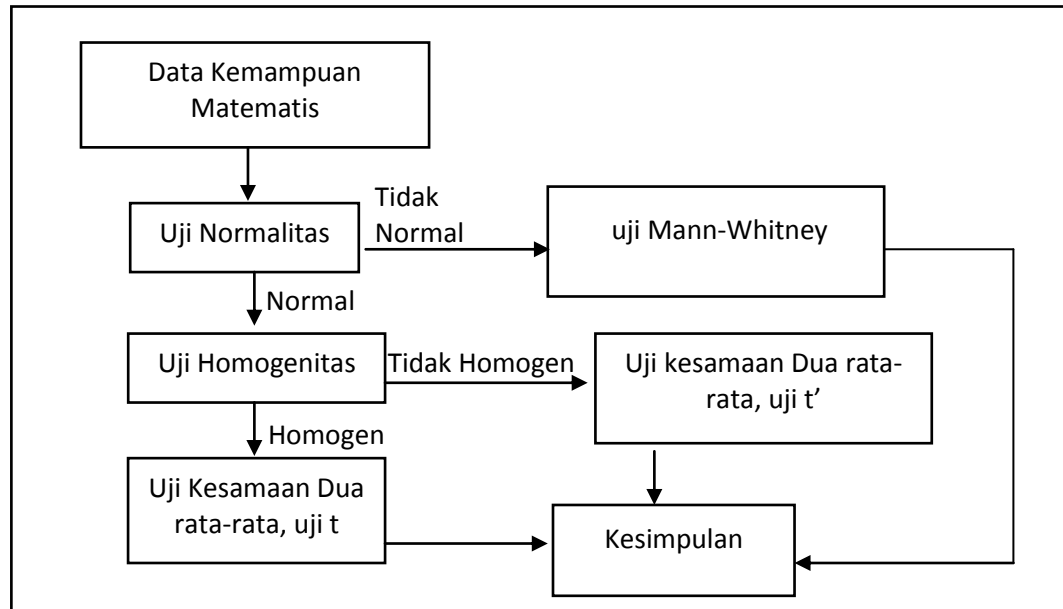 Data Kemampuan
Matematis
Tidak
Normal
Uji Normalitas
uji Mann-Whitney
Normal
Uji Homogenitas
Tidak Homogen
Uji kesamaan Dua rata-
rata, uji t’
Homogen
Uji Kesamaan Dua
rata-rata, uji t
Kesimpulan